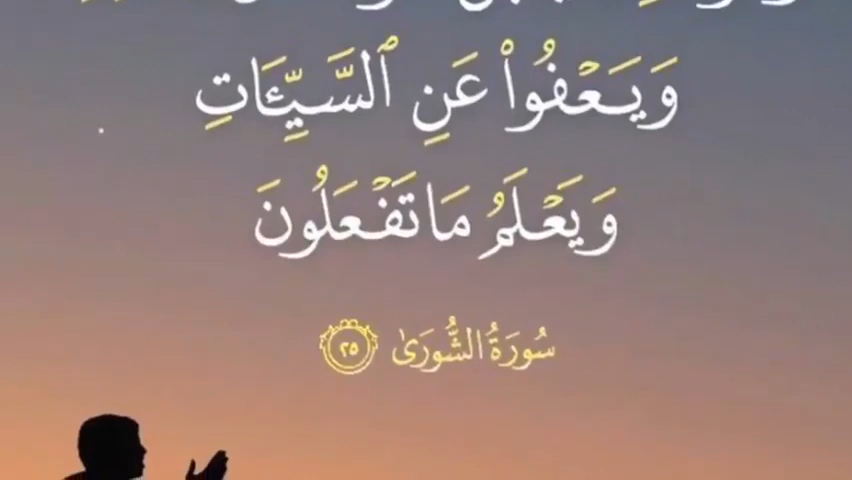 وَيَعْفُوا۟ عَنِ ٱلسَّيِّـَٔاتِ
وَيَعْلَمُ مَا تَفْعَلُونَ
سُورَةُ الشُّورَىٰ ٢٥